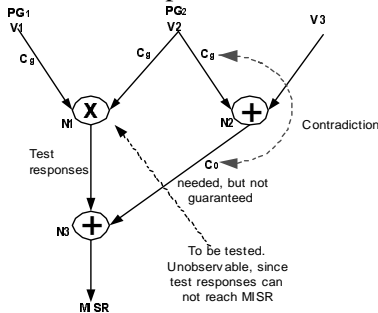 PG1
V1
PG2
V2
V3
Cg
Cg
Cg
X
N1
N2
+
Contradiction
Test
responses
Co
needed, but not
guaranteed
N3
+
To be tested.
Unobservable, since
test responses can
not reach MISR
MISR